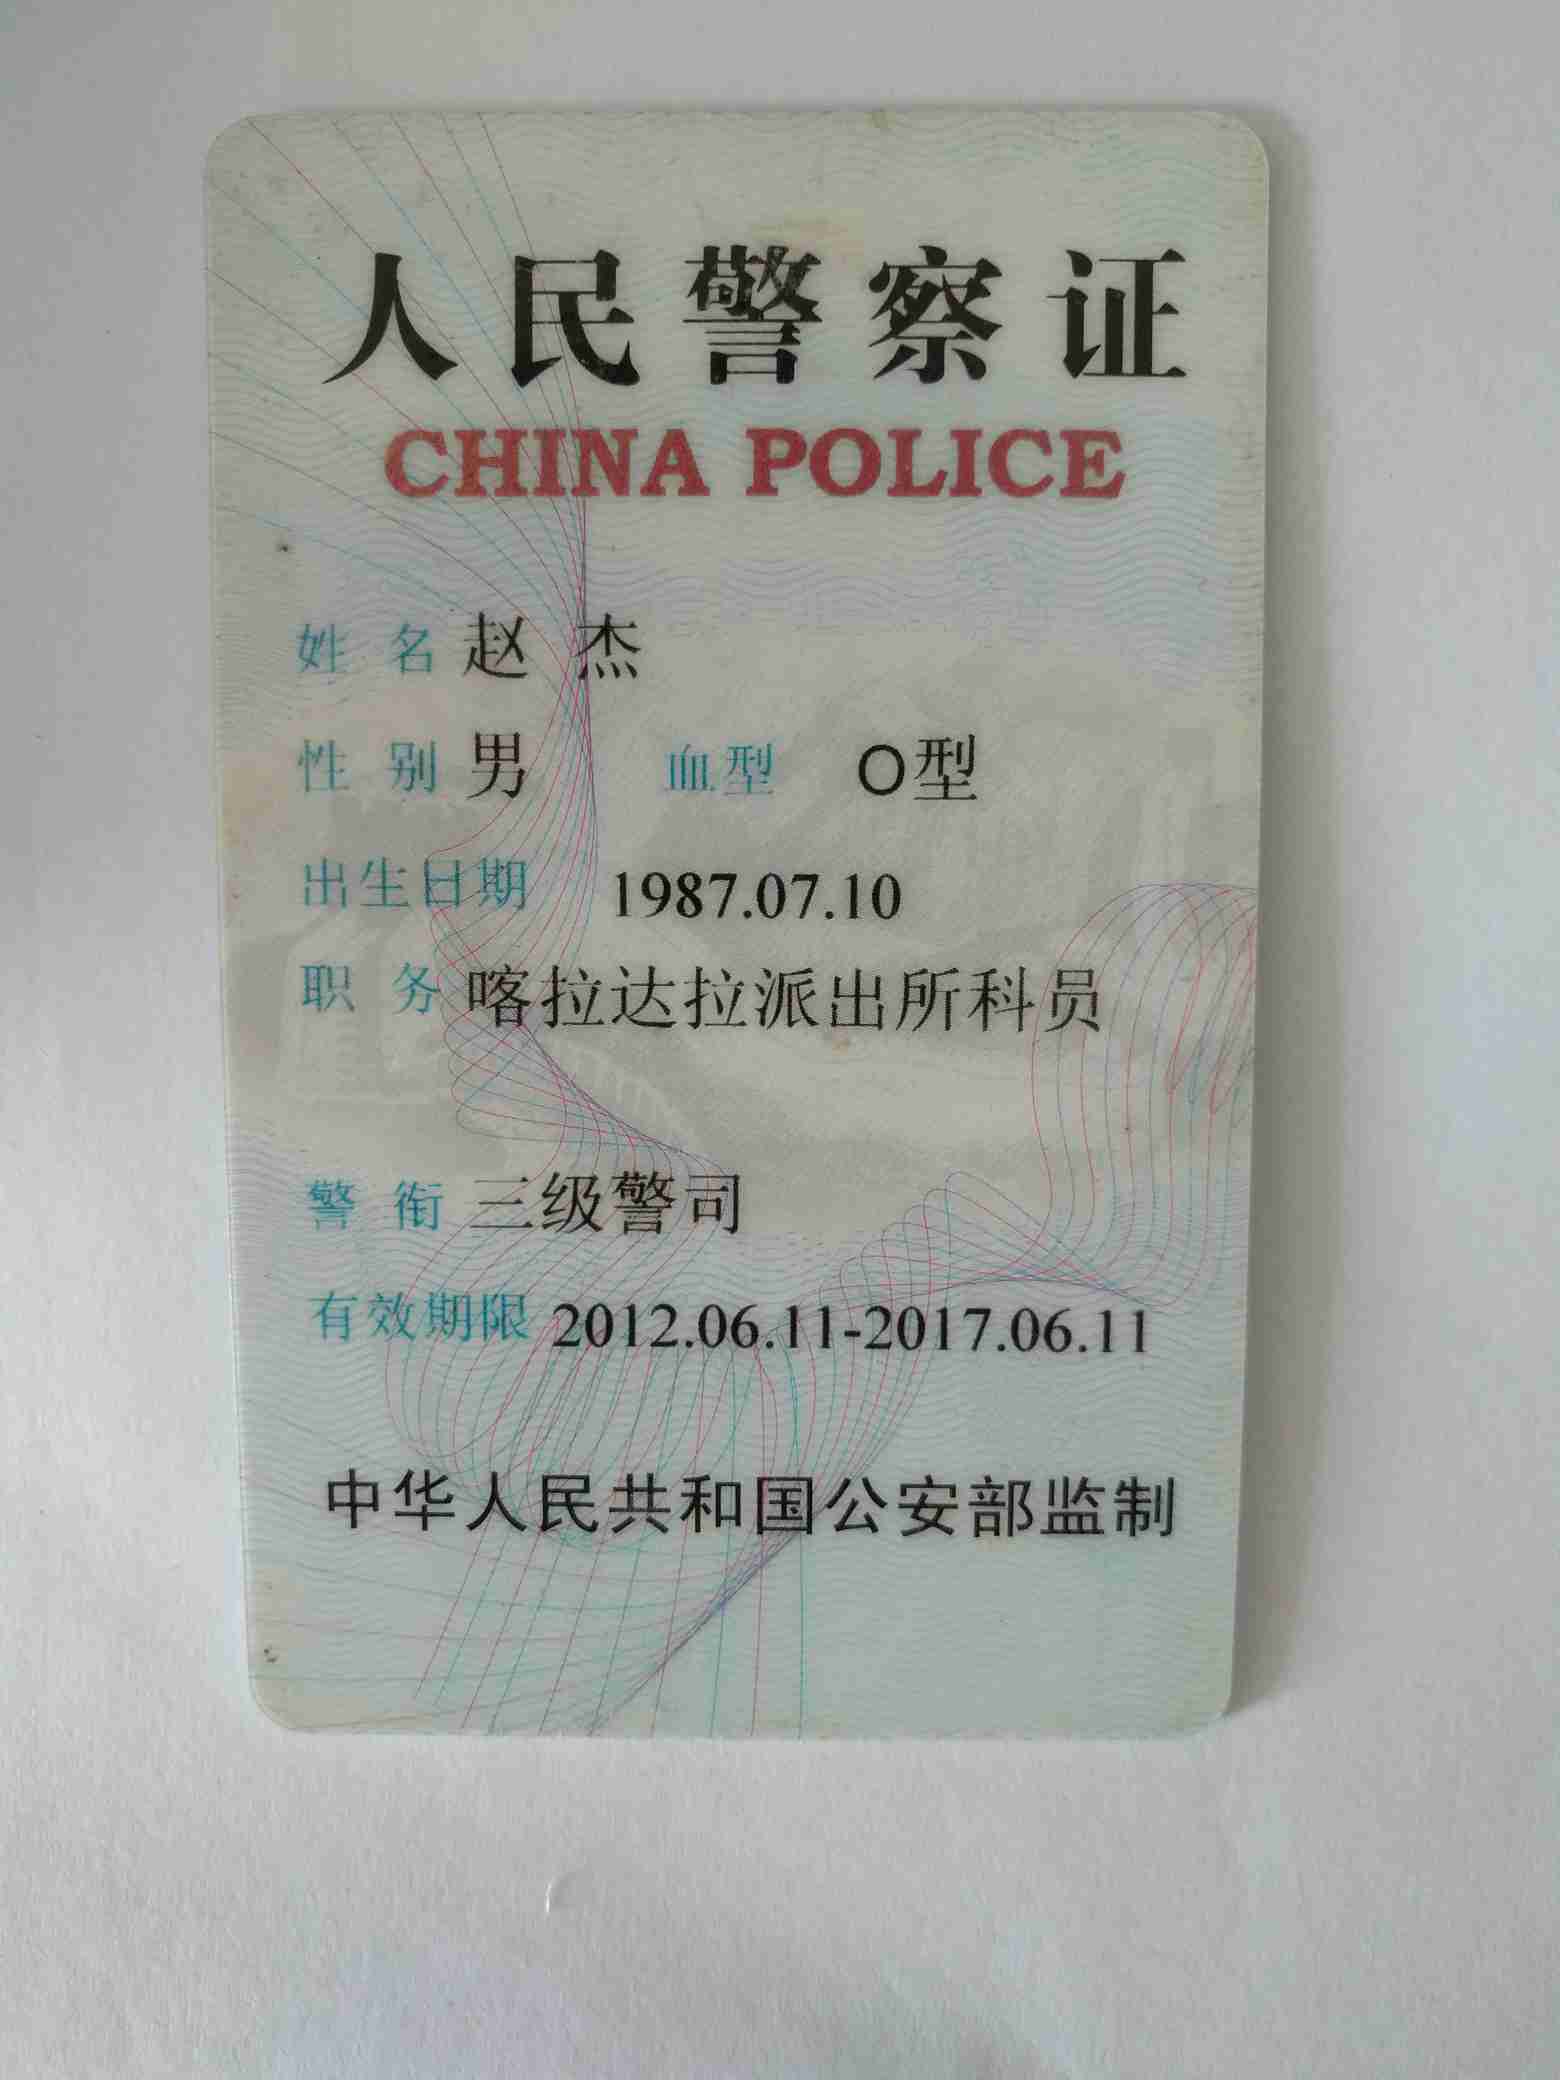 人民警察证
CHINA POLICE
姓 名 赵 杰
性 别 男 血型 O型
出生日期 1987.07.10
职 务 喀拉达拉派出所科员
警 衔 三级警司
有效期限 2012.06.11-2017.06.11
中华人民共和国公安部监制